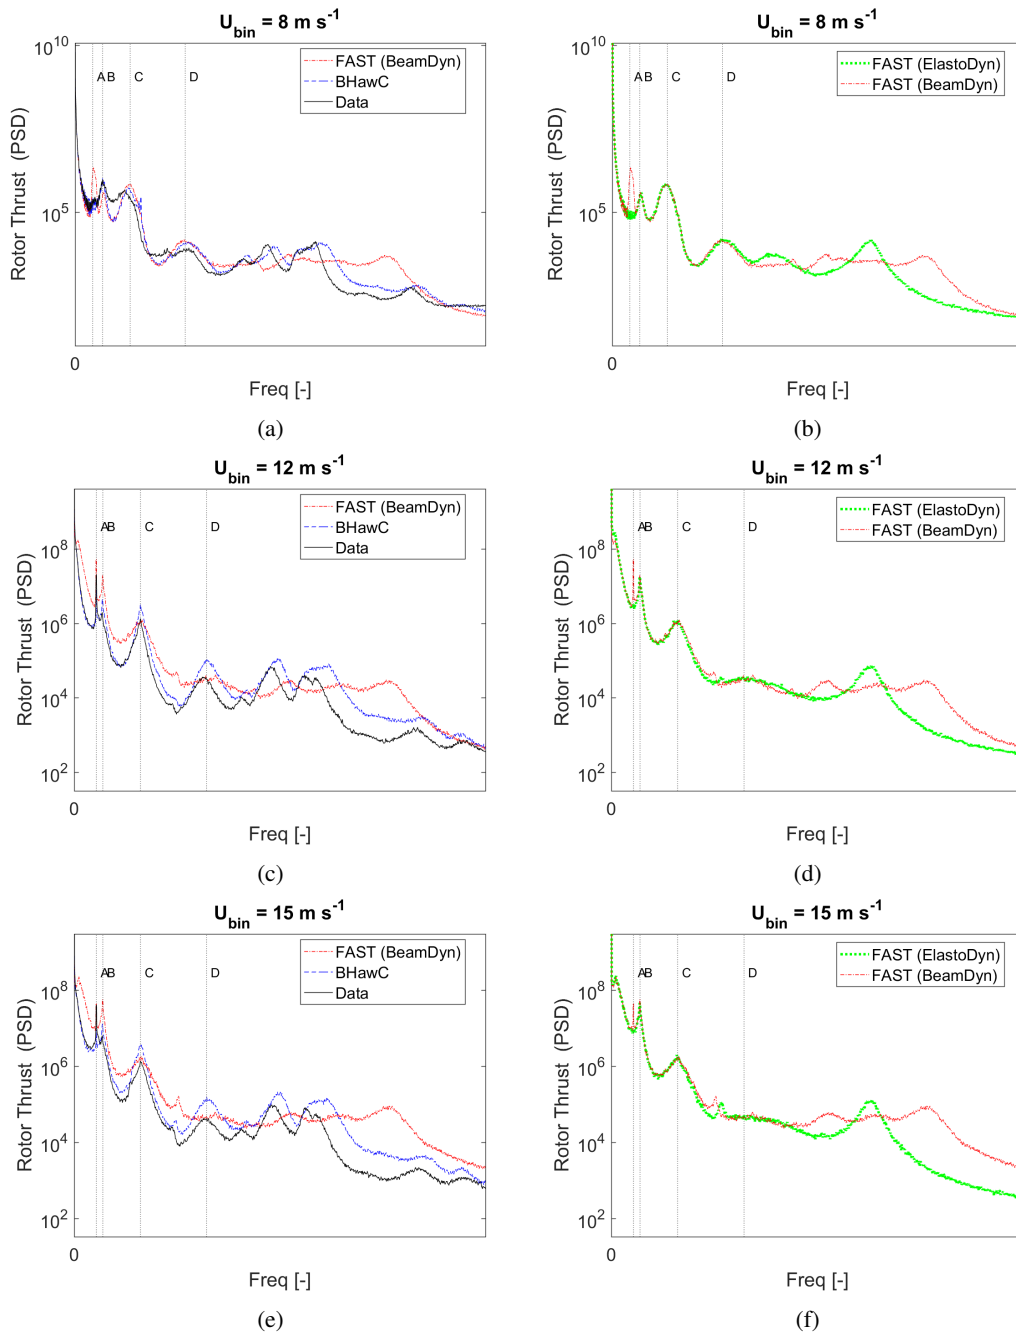 U_bin = 8 m s^-1
10^10
10^5
Rotor Thrust (PSD)
A B C D
FAST (BeamDyn)
BHawC
Data
0
Freq [-]
(a)
U_bin = 8 m s^-1
10^10
10^5
Rotor Thrust (PSD)
A B C D
FAST (ElastoDyn)
FAST (BeamDyn)
0
Freq [-]
(b)
U_bin = 12 m s^-1
10^8
10^6
10^4
10^2
Rotor Thrust (PSD)
A B C D
FAST (BeamDyn)
BHawC
Data
0
Freq [-]
(c)
U_bin = 12 m s^-1
10^8
10^6
10^4
10^2
Rotor Thrust (PSD)
A B C D
FAST (ElastoDyn)
FAST (BeamDyn)
0
Freq [-]
(d)
U_bin = 15 m s^-1
10^8
10^6
10^4
10^2
Rotor Thrust (PSD)
A B C D
FAST (BeamDyn)
BHawC
Data
0
Freq [-]
(e)
U_bin = 15 m s^-1
10^8
10^6
10^4
10^2
Rotor Thrust (PSD)
A B C D
FAST (ElastoDyn)
FAST (BeamDyn)
0
Freq [-]
(f)